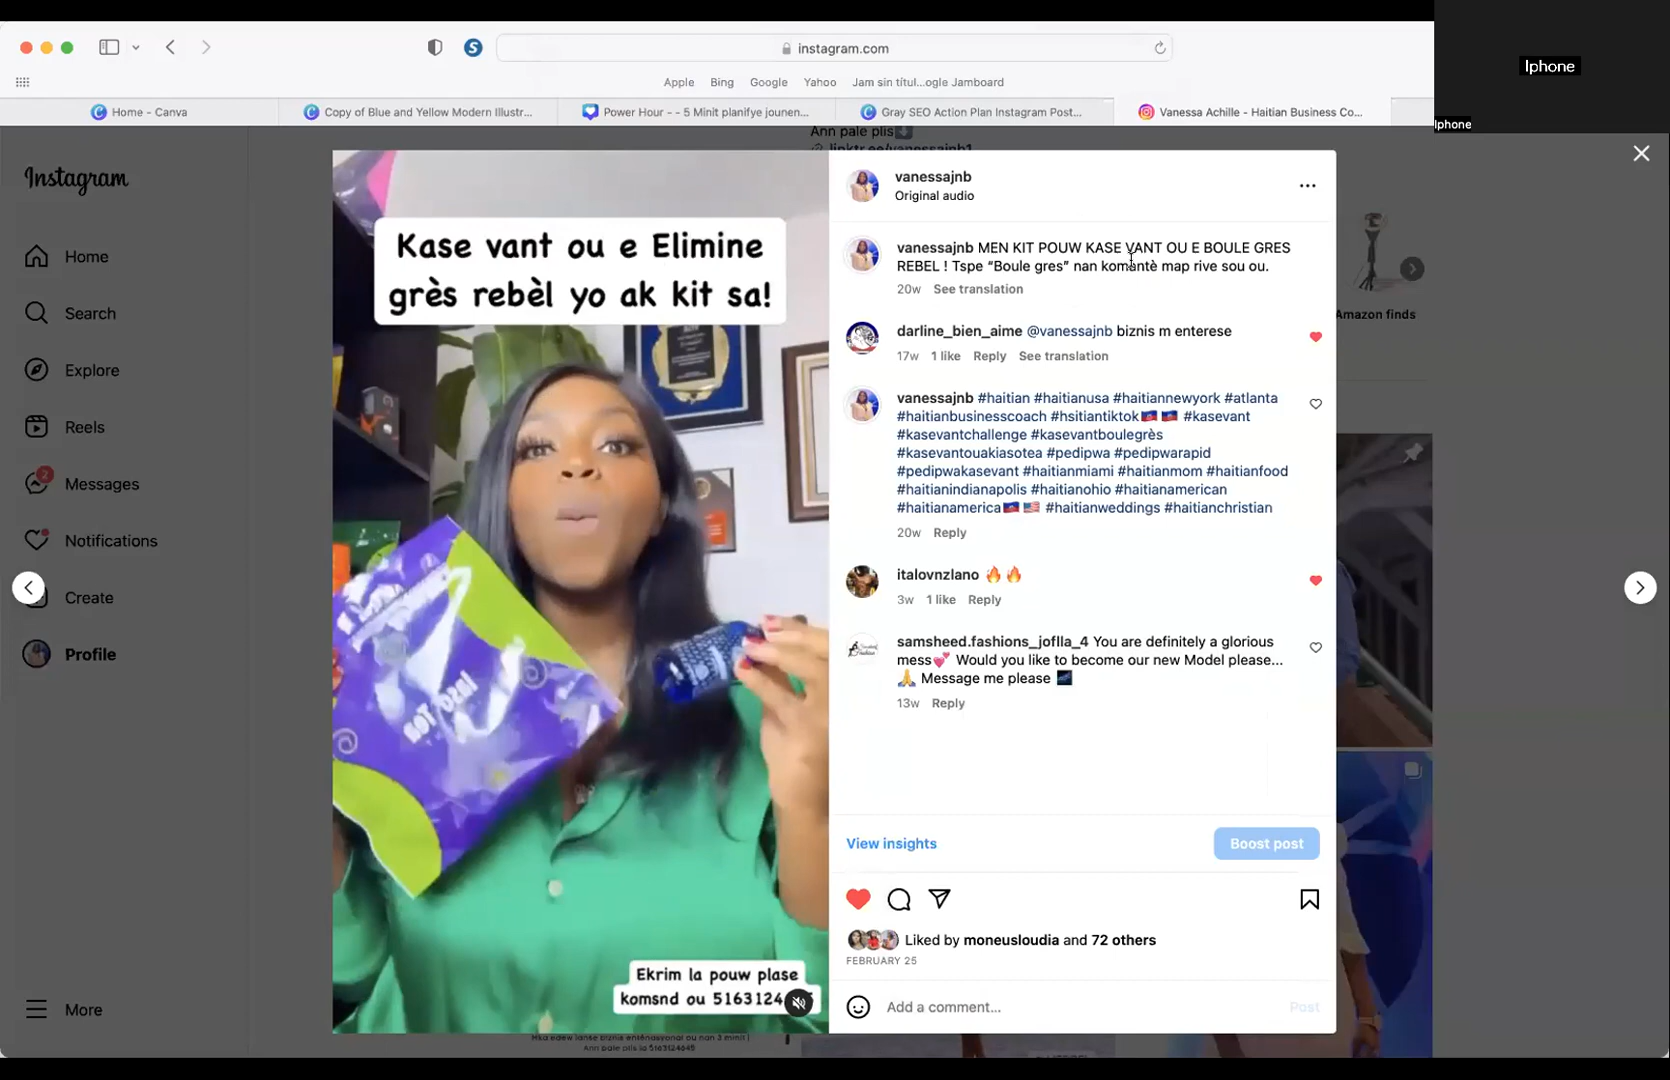 Iphone
Iphone
instagram.com
Apple Bing Google Yahoo Jam sin títul...ogle Jamboard
Home - Canva
Copy of Blue and Yellow Modern Illustr...
Power Hour - - 5 Minit planifye jounen...
Gray SEO Action Plan Instagram Post...
Vanessa Achille - Haitian Business Co...
Ann pale plis⬇️
linktr.ee/vanessajnb1
Instagram
Home
Search
Explore
Reels
2
Messages
Notifications
Create
Profile
More
Kase vant ou e Elimine
grès rebèl yo ak kit sa!
Ekrim la pouw plase
komsnd ou 5163124
vanessajnb
Original audio
vanessajnb MEN KIT POUW KASE VANT OU E BOULE GRES
REBEL ! Tspe “Boule gres” nan komantè map rive sou ou.
20w See translation
darline_bien_aime @vanessajnb biznis m enterese
17w 1 like Reply See translation
vanessajnb #haitian #haitianusa #haitiannewyork #atlanta
#haitianbusinesscoach #hsitiantiktok🇭🇹 🇭🇹 #kasevant
#kasevantchallenge #kasevantboulegrès
#kasevantouakiasotea #pedipwa #pedipwarapid
#pedipwakasevant #haitianmiami #haitianmom #haitianfood
#haitianindianapolis #haitianohio #haitianamerican
#haitianamerica🇭🇹 🇺🇸 #haitianweddings #haitianchristian
20w Reply
italovnzlano 🔥 🔥
3w 1 like Reply
samsheed.fashions_joflla_4 You are definitely a glorious
mess💕 Would you like to become our new Model please...
🙏 Message me please 🌌
13w Reply
View insights
Boost post
Liked by moneusloudia and 72 others
FEBRUARY 25
Add a comment...
Post
Amazon finds
Ann pale plis la 5163124645